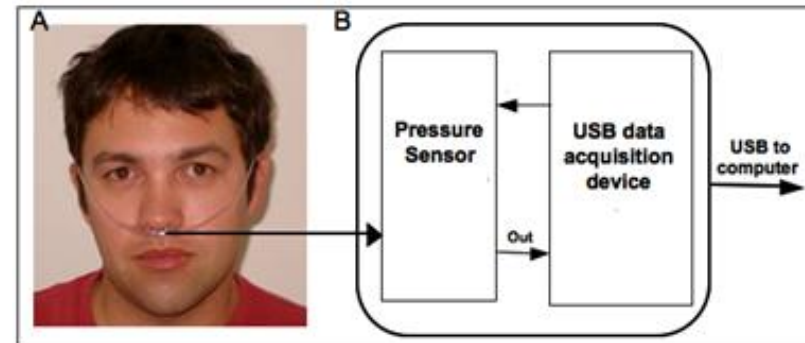 A
B
Pressure
Sensor
USB data
acquisition
device
Out
USB to
computer